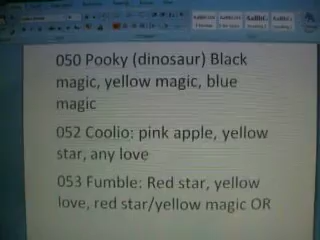 050 Pooky (dinosaur) Black
magic, yellow magic, blue
magic
052 Coolio: pink apple, yellow
star, any love
053 Fumble: Red star, yellow
love, red star/yellow magic OR